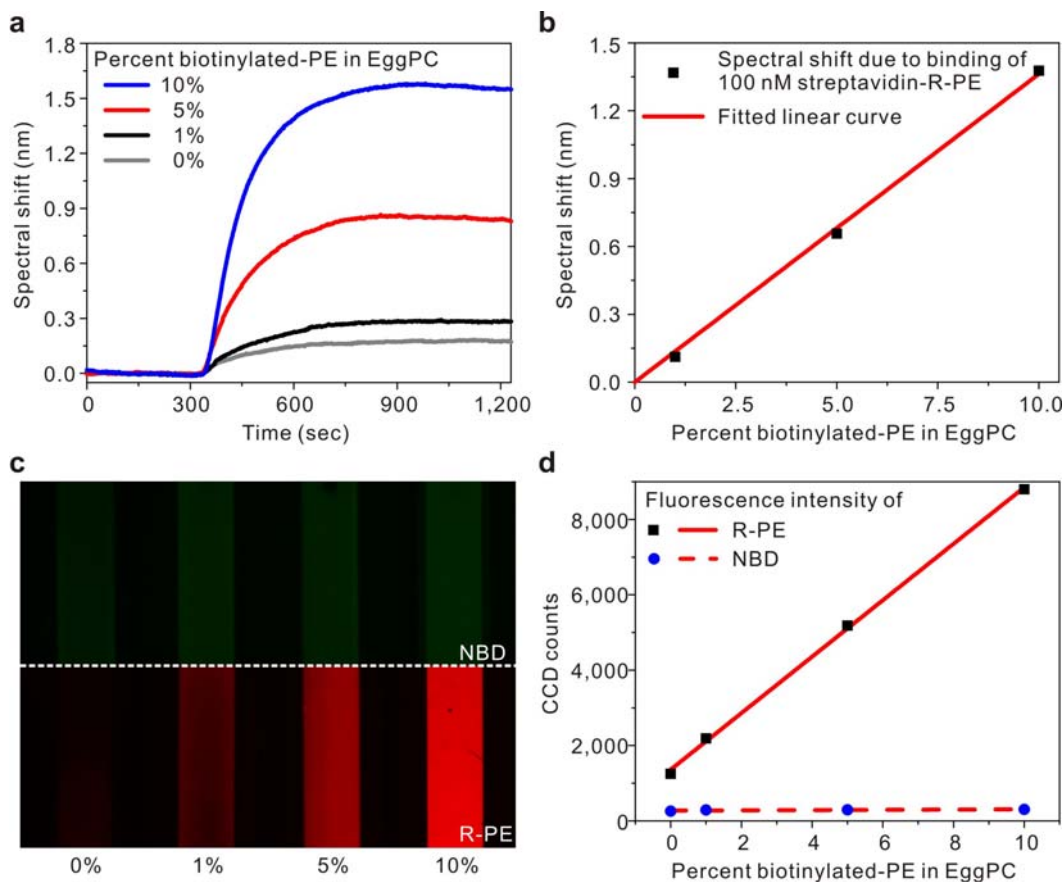 a
Percent biotinylated-PE in EggPC
10%
5%
1%
0%
1.8
1.5
1.2
0.9
0.6
0.3
0.0
Spectral shift (nm)
0
300
600
900
1,200
Time (sec)
b
Spectral shift due to binding of
100 nM streptavidin-R-PE
Fitted linear curve
1.5
1.2
0.9
0.6
0.3
0.0
Spectral shift (nm)
0
2.5
5.0
7.5
10.0
Percent biotinylated-PE in EggPC
c
NBD
R-PE
0%
1%
5%
10%
d
Fluorescence intensity of
R-PE
NBD
8,000
6,000
4,000
2,000
0
CCD counts
0
2
4
6
8
10
Percent biotinylated-PE in EggPC